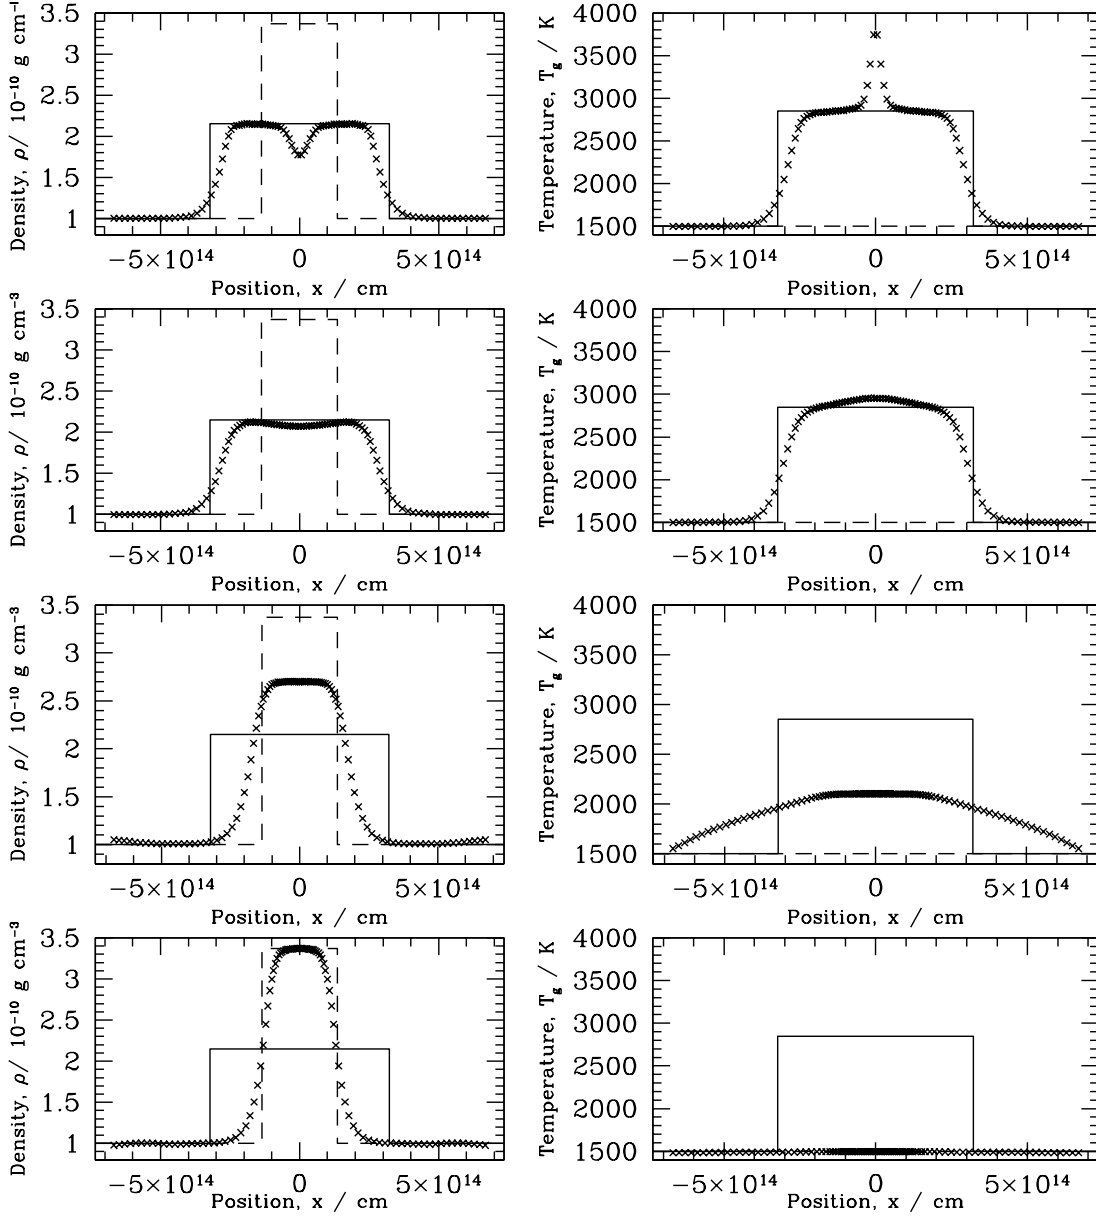 Density, ρ/ 10⁻¹⁰ g cm⁻
3.5
3
2.5
2
1.5
1
−5×10¹⁴ 0 5×10¹⁴
Position, x / cm
Temperature, T_g / K
4000
3500
3000
2500
2000
1500
−5×10¹⁴ 0 5×10¹⁴
Position, x / cm
Density, ρ/ 10⁻¹⁰ g cm⁻³
3.5
3
2.5
2
1.5
1
−5×10¹⁴ 0 5×10¹⁴
Position, x / cm
Temperature, T_g / K
4000
3500
3000
2500
2000
1500
−5×10¹⁴ 0 5×10¹⁴
Position, x / cm
Density, ρ/ 10⁻¹⁰ g cm⁻³
3.5
3
2.5
2
1.5
1
−5×10¹⁴ 0 5×10¹⁴
Position, x / cm
Temperature, T_g / K
4000
3500
3000
2500
2000
1500
−5×10¹⁴ 0 5×10¹⁴
Position, x / cm
Density, ρ/ 10⁻¹⁰ g cm⁻³
3.5
3
2.5
2
1.5
1
−5×10¹⁴ 0 5×10¹⁴
Position, x / cm
Temperature, T_g / K
4000
3500
3000
2500
2000
1500
−5×10¹⁴ 0 5×10¹⁴
Position, x / cm